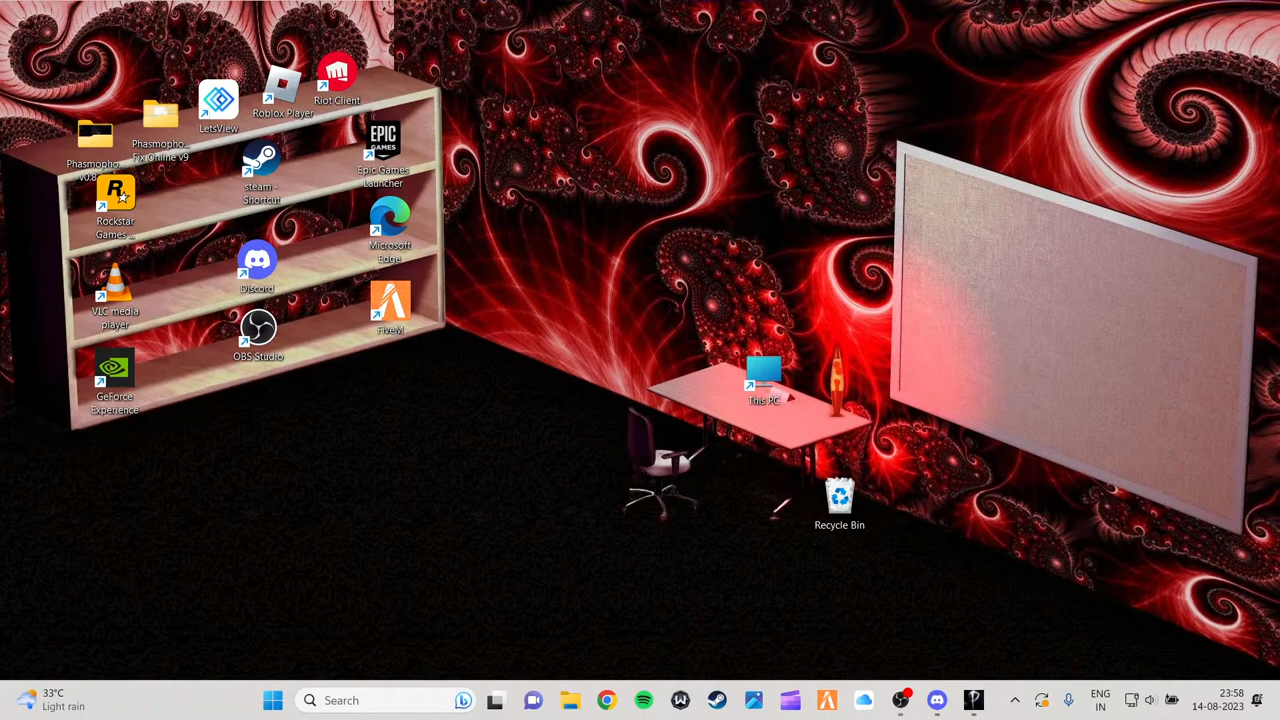 Riot Client
Roblox Player
LetsView
Phasmopho...
Fix Online v9
Phasmopho...
v0.8
EPIC
GAMES
Epic Games
Launcher
steam -
Shortcut
R
Rockstar
Games ...
Microsoft
Edge
Discord
VLC media
player
FiveM
OBS Studio
GeForce
Experience
This PC
Recycle Bin
33°C
Light rain
Search
ENG
IN
23:58
14-08-2023